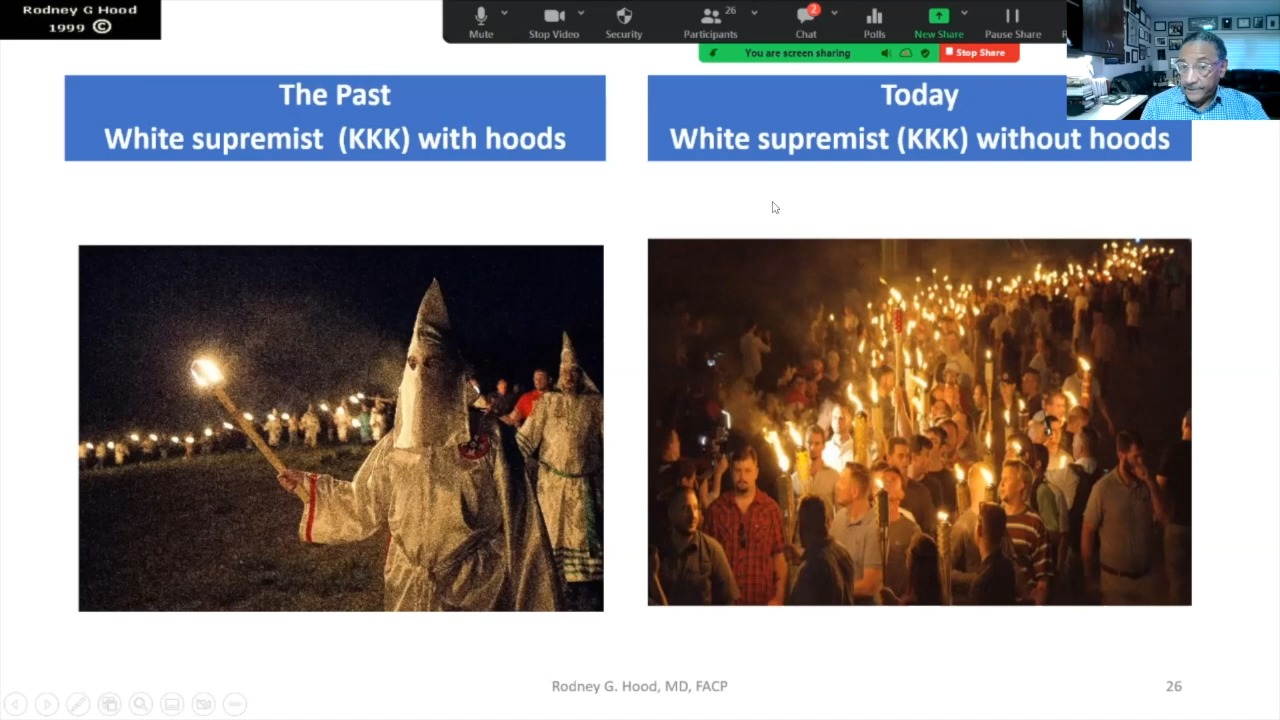 Rodney G Hood
1999 ©
26
2
Mute
Stop Video
Security
Participants
Chat
Polls
New Share
Pause Share
You are screen sharing
Stop Share
The Past
White supremist (KKK) with hoods
Today
White supremist (KKK) without hoods
Rodney G. Hood, MD, FACP
26